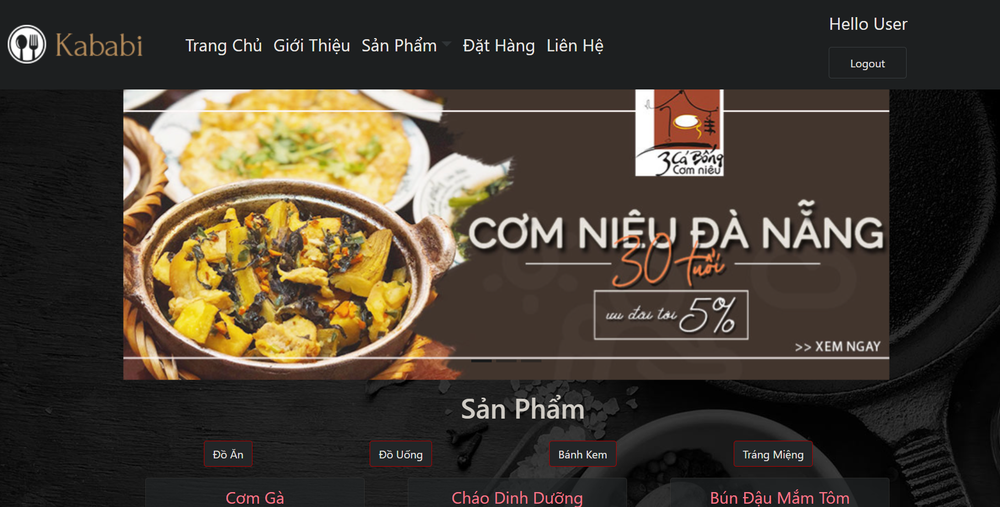 Kababi
Trang Chủ
Giới Thiệu
Sản Phẩm
Đặt Hàng
Liên Hệ
Hello User
Logout
3 Cá Bống
Cơm niêu
CƠM NIÊU ĐÀ NẴNG
30 tuổi
ưu đãi tới 5%
>> XEM NGAY
Sản Phẩm
Đồ Ăn
Đồ Uống
Bánh Kem
Tráng Miệng
Cơm Gà
Cháo Dinh Dưỡng
Bún Đậu Mắm Tôm